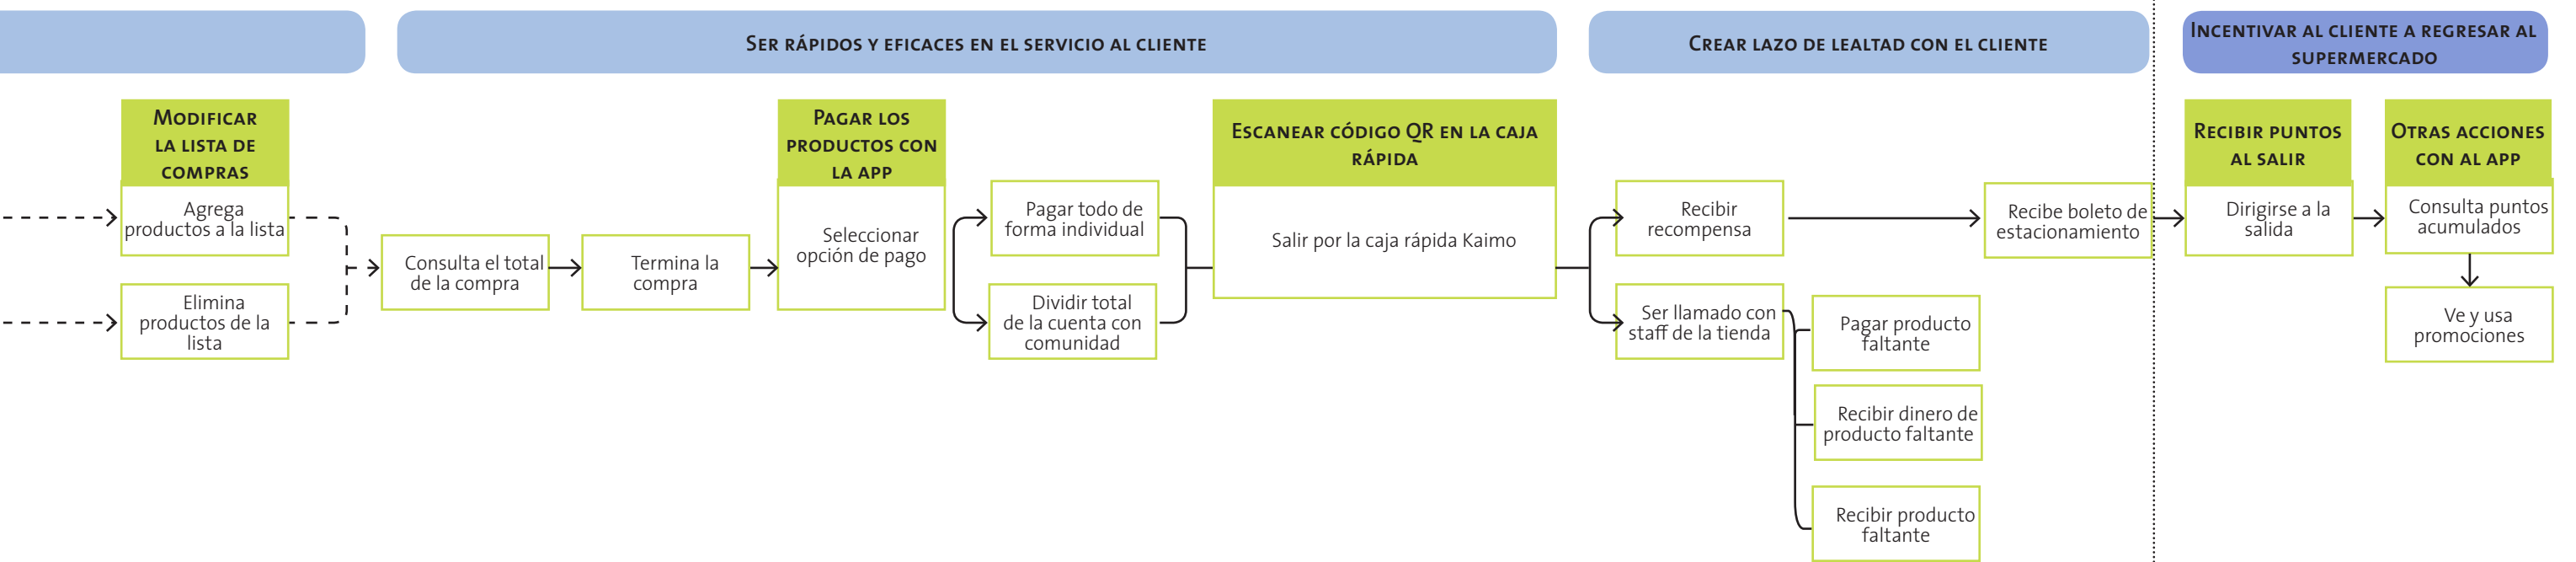 SER RÁPIDOS Y EFICACES EN EL SERVICIO AL CLIENTE
CREAR LAZO DE LEALTAD CON EL CLIENTE
INCENTIVAR AL CLIENTE A REGRESAR AL
SUPERMERCADO
MODIFICAR
LA LISTA DE
COMPRAS
Agrega
productos a la lista
Elimina
productos de la
lista
Consulta el total
de la compra
Termina la
compra
PAGAR LOS
PRODUCTOS CON
LA APP
Seleccionar
opción de pago
Pagar todo de
forma individual
Dividir total
de la cuenta con
comunidad
ESCANEAR CÓDIGO QR EN LA CAJA
RÁPIDA
Salir por la caja rápida Kaimo
Recibir
recompensa
Ser llamado con
staff de la tienda
Pagar producto
faltante
Recibir dinero de
producto faltante
Recibir producto
faltante
Recibe boleto de
estacionamiento
RECIBIR PUNTOS
AL SALIR
Dirigirse a la
salida
OTRAS ACCIONES
CON AL APP
Consulta puntos
acumulados
Ve y usa
promociones